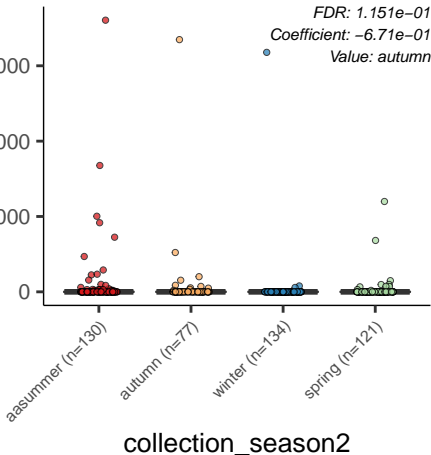 FDR: 1.151e−01
Coefficient: −6.71e−01
Value: autumn
000
000
000
0
aasummer (n=130)
autumn (n=77)
winter (n=134)
spring (n=121)
collection_season2